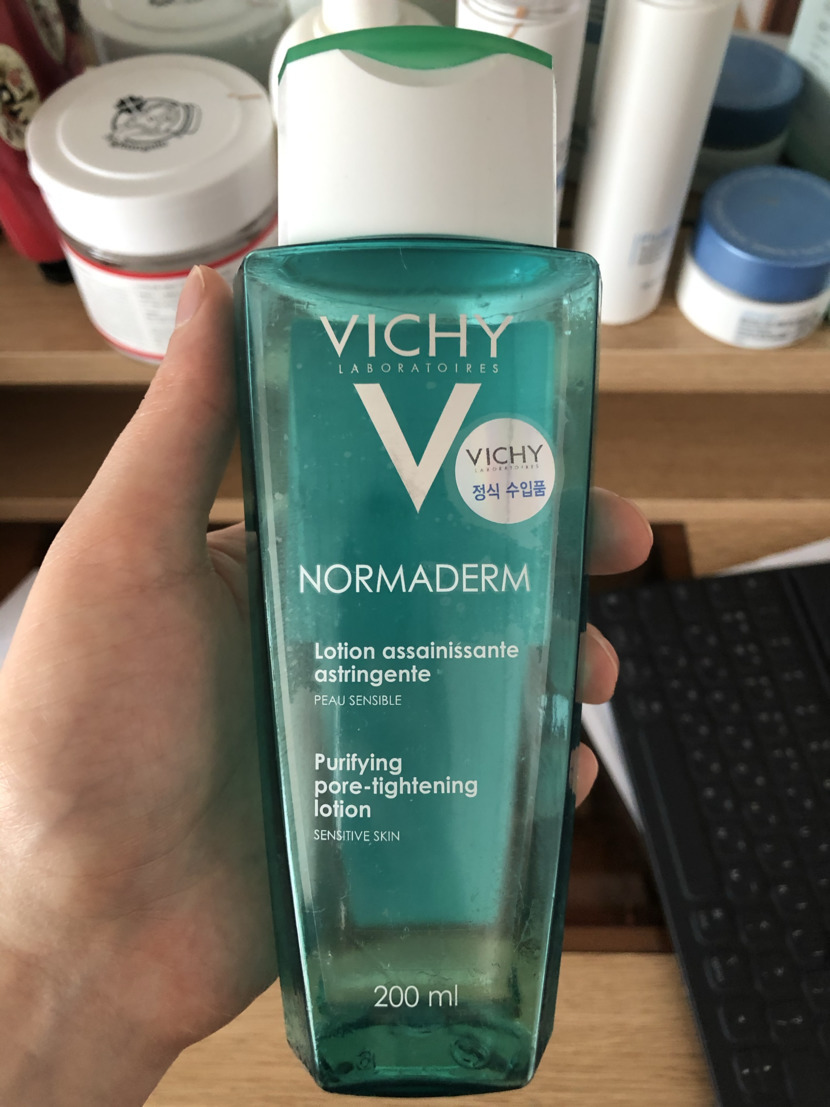 VICHY
LABORATOIRES
V
VICHY
LABORATOIRES
정식 수입품
NORMADERM
Lotion assainissante
astringente
PEAU SENSIBLE
Purifying
pore-tightening
lotion
SENSITIVE SKIN
200 ml